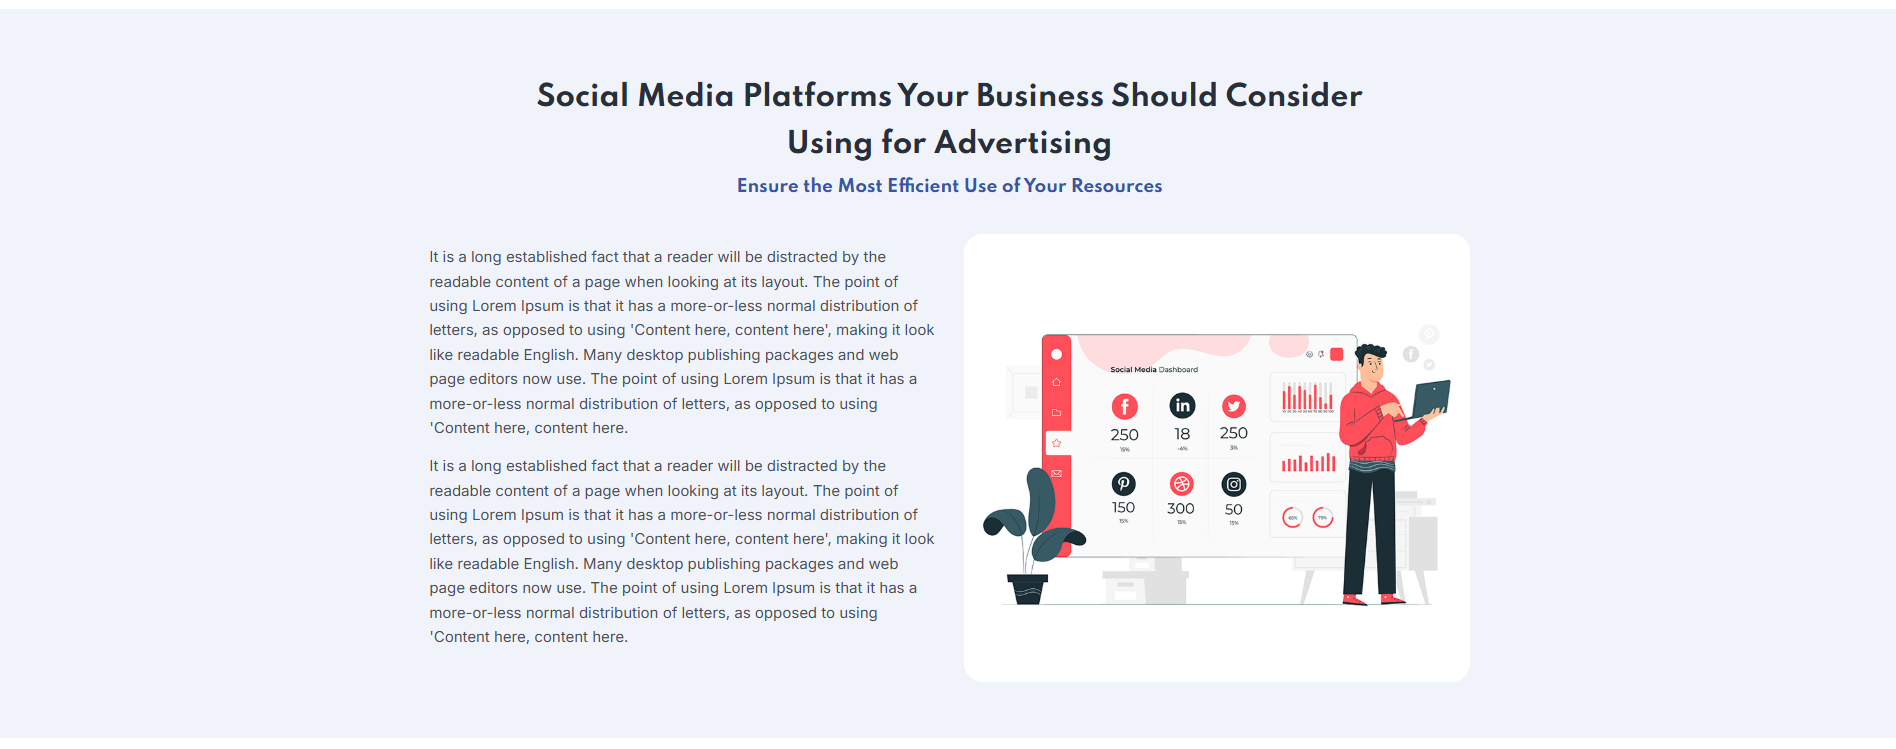 Social Media Platforms Your Business Should Consider
Using for Advertising
Ensure the Most Efficient Use of Your Resources
It is a long established fact that a reader will be distracted by the
readable content of a page when looking at its layout. The point of
using Lorem Ipsum is that it has a more-or-less normal distribution of
letters, as opposed to using 'Content here, content here', making it look
like readable English. Many desktop publishing packages and web
page editors now use. The point of using Lorem Ipsum is that it has a
more-or-less normal distribution of letters, as opposed to using
'Content here, content here.
It is a long established fact that a reader will be distracted by the
readable content of a page when looking at its layout. The point of
using Lorem Ipsum is that it has a more-or-less normal distribution of
letters, as opposed to using 'Content here, content here', making it look
like readable English. Many desktop publishing packages and web
page editors now use. The point of using Lorem Ipsum is that it has a
more-or-less normal distribution of letters, as opposed to using
'Content here, content here.
Social Media Dashboard
in
250 18 250
15% -4% 3%
150 300 50
15% 15% 15%
65% 75%